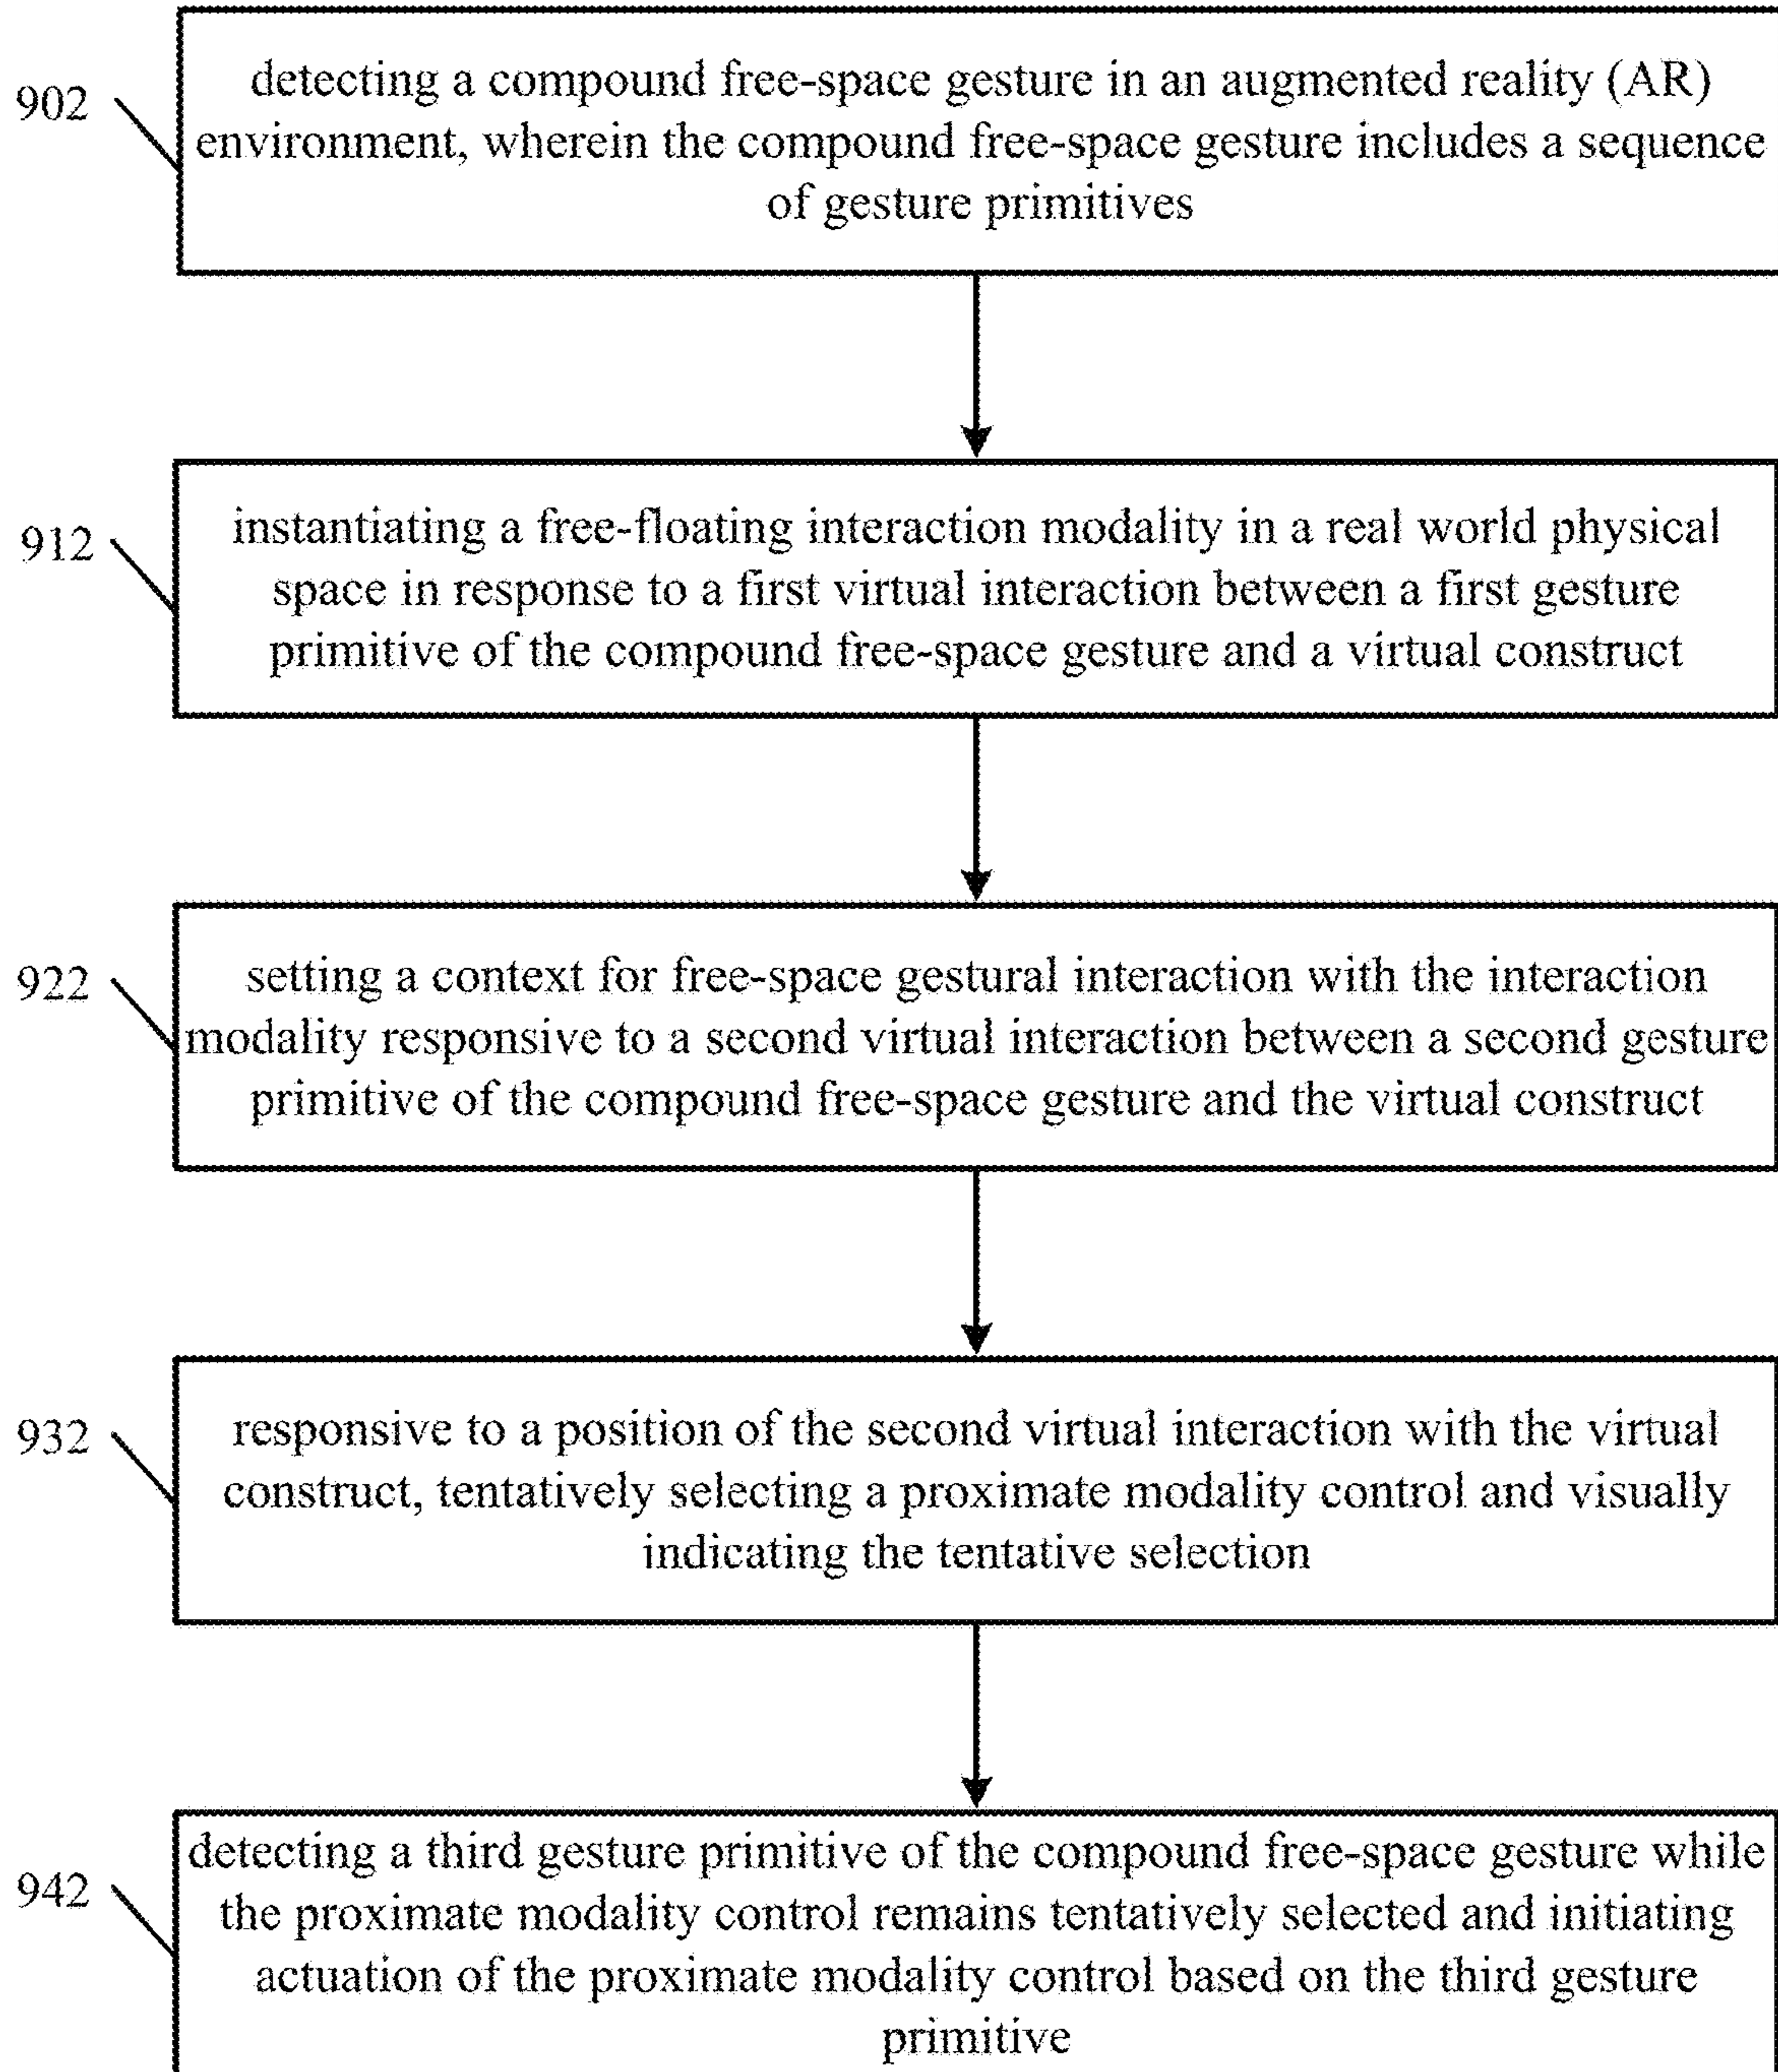 902
detecting a compound free-space gesture in an augmented reality (AR)
environment, wherein the compound free-space gesture includes a sequence
of gesture primitives
912
instantiating a free-floating interaction modality in a real world physical
space in response to a first virtual interaction between a first gesture
primitive of the compound free-space gesture and a virtual construct
922
setting a context for free-space gestural interaction with the interaction
modality responsive to a second virtual interaction between a second gesture
primitive of the compound free-space gesture and the virtual construct
932
responsive to a position of the second virtual interaction with the virtual
construct, tentatively selecting a proximate modality control and visually
indicating the tentative selection
942
detecting a third gesture primitive of the compound free-space gesture while
the proximate modality control remains tentatively selected and initiating
actuation of the proximate modality control based on the third gesture
primitive